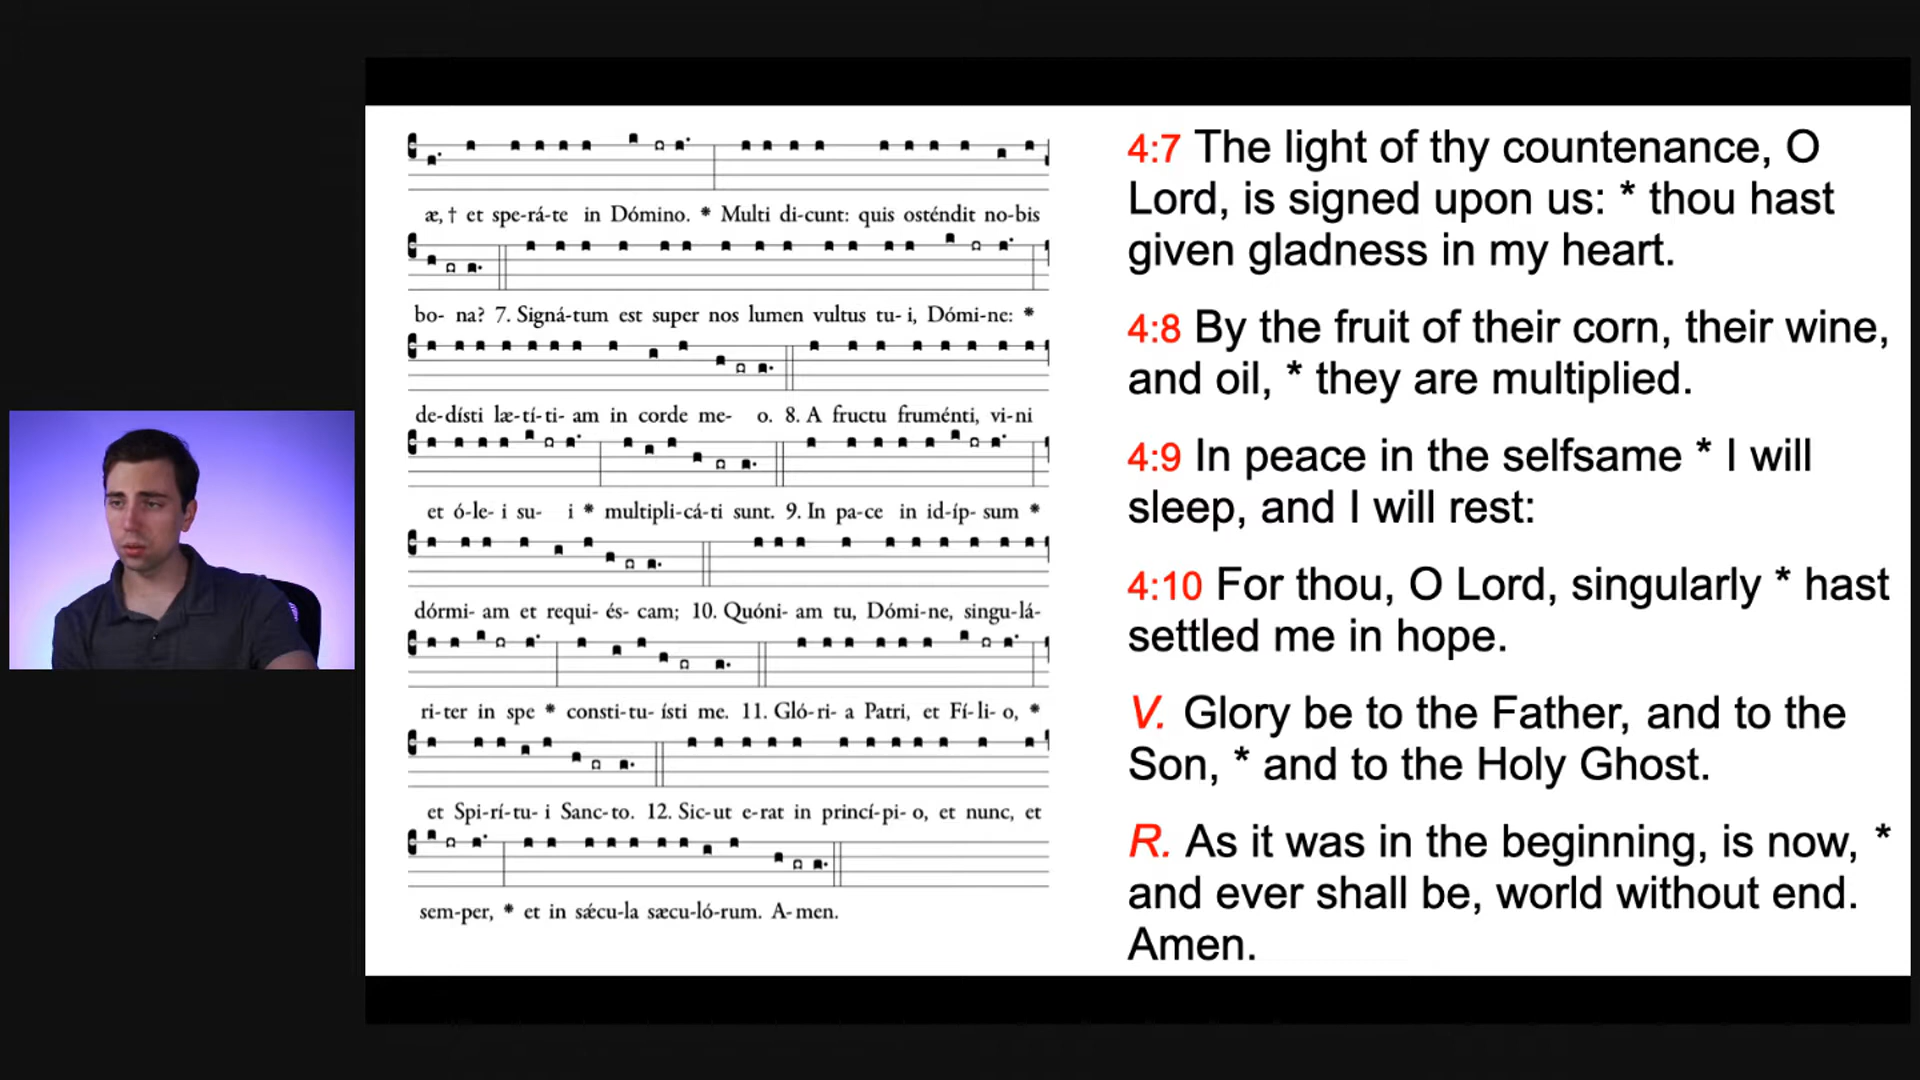 æ, † et spe-rá-te in Dómino. * Multi di-cunt: quis osténdit no-bis
bo- na? 7. Signá-tum est super nos lumen vultus tu- i, Dómi-ne: *
de-dísti læ-tí-ti- am in corde me- o. 8. A fructu fruménti, vi-ni
et ó-le- i su- i * multipli-cá-ti sunt. 9. In pa-ce in id-íp- sum *
dórmi- am et requi- és- cam; 10. Quóni- am tu, Dómi-ne, singu-lá-
ri-ter in spe * consti-tu- ísti me. 11. Gló-ri- a Patri, et Fí-li- o, *
et Spi-rí-tu- i Sanc-to. 12. Sic-ut e-rat in princí-pi- o, et nunc, et
sem-per, * et in sǽcu-la sæcu-ló-rum. A-men.
4:7 The light of thy countenance, O
Lord, is signed upon us: * thou hast
given gladness in my heart.
4:8 By the fruit of their corn, their wine,
and oil, * they are multiplied.
4:9 In peace in the selfsame * I will
sleep, and I will rest:
4:10 For thou, O Lord, singularly * hast
settled me in hope.
V. Glory be to the Father, and to the
Son, * and to the Holy Ghost.
R. As it was in the beginning, is now, *
and ever shall be, world without end.
Amen.